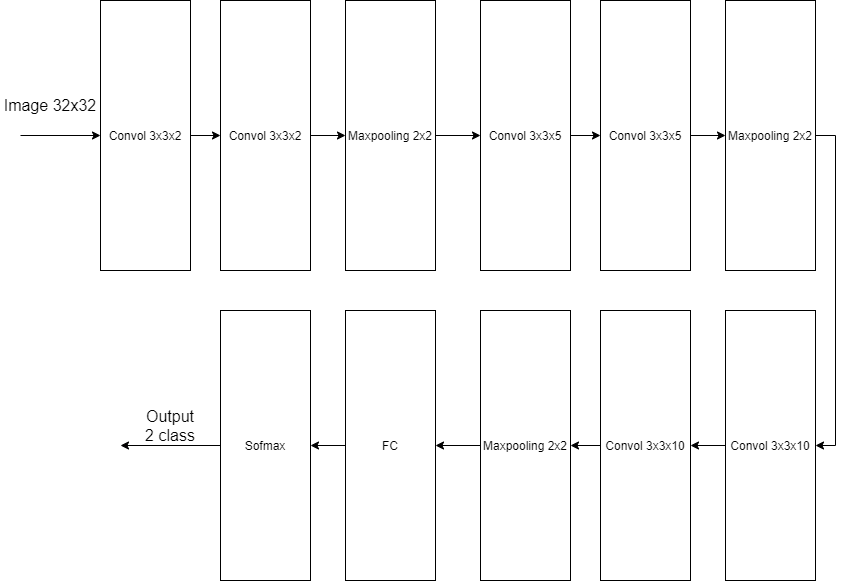 Image 32x32
Convol 3x3x2
Convol 3x3x2
Maxpooling 2x2
Convol 3x3x5
Convol 3x3x5
Maxpooling 2x2
Convol 3x3x10
Convol 3x3x10
Maxpooling 2x2
FC
Sofmax
Output
2 class